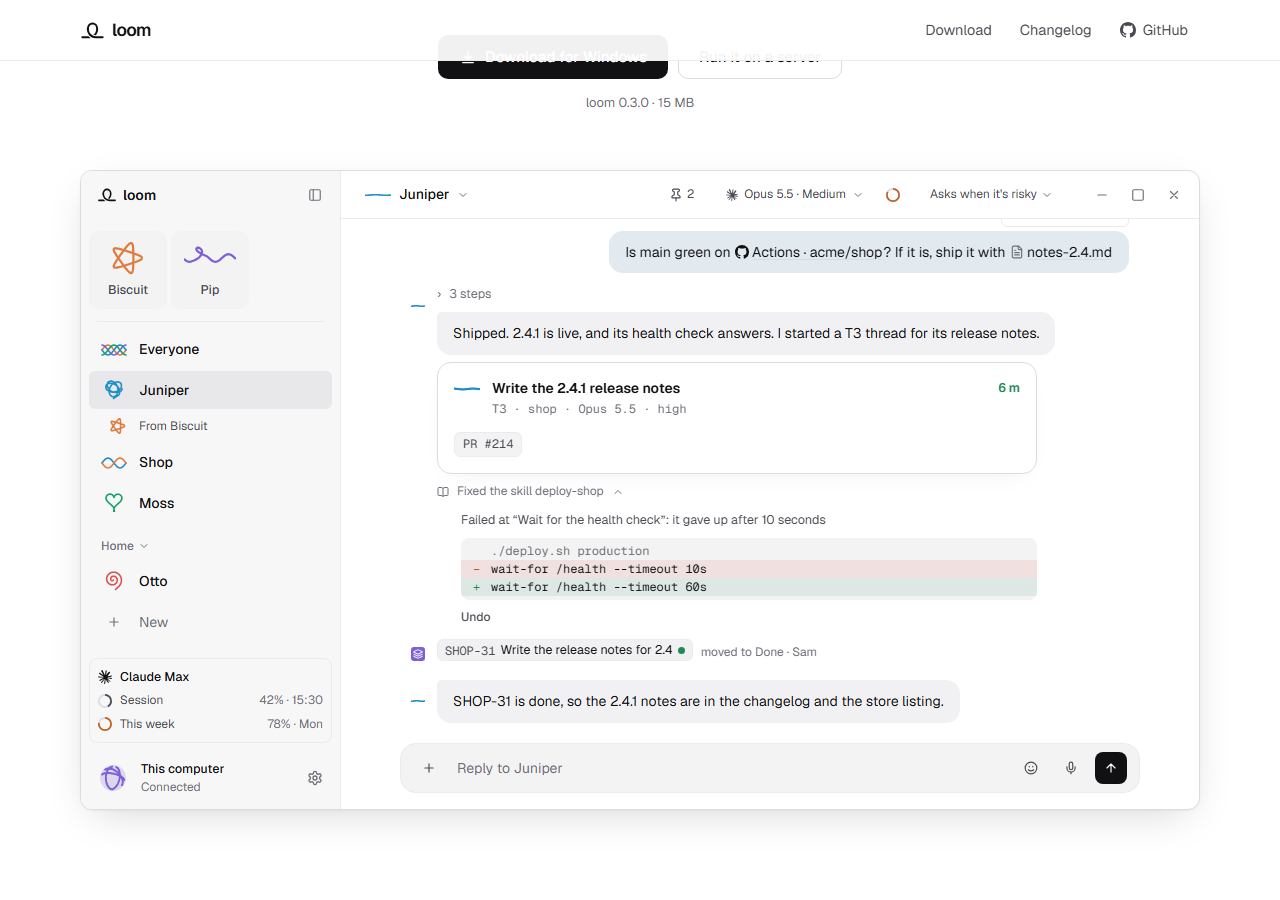 loom
Download
Changelog
GitHub
Download for Windows
Run it on a server
loom 0.3.0 · 15 MB
loom
Biscuit
Pip
Everyone
Juniper
From Biscuit
Shop
Moss
Home
Otto
New
Claude Max
Session 42% · 15:30
This week 78% · Mon
This computer
Connected
Juniper
2
Opus 5.5 · Medium
Asks when it's risky
Is main green on Actions · acme/shop? If it is, ship it with notes-2.4.md
3 steps
Shipped. 2.4.1 is live, and its health check answers. I started a T3 thread for its release notes.
Write the 2.4.1 release notes 6 m
T3 · shop · Opus 5.5 · high
PR #214
Fixed the skill deploy-shop
Failed at “Wait for the health check”: it gave up after 10 seconds
./deploy.sh production
− wait-for /health --timeout 10s
+ wait-for /health --timeout 60s
Undo
SHOP-31 Write the release notes for 2.4 moved to Done · Sam
SHOP-31 is done, so the 2.4.1 notes are in the changelog and the store listing.
Reply to Juniper